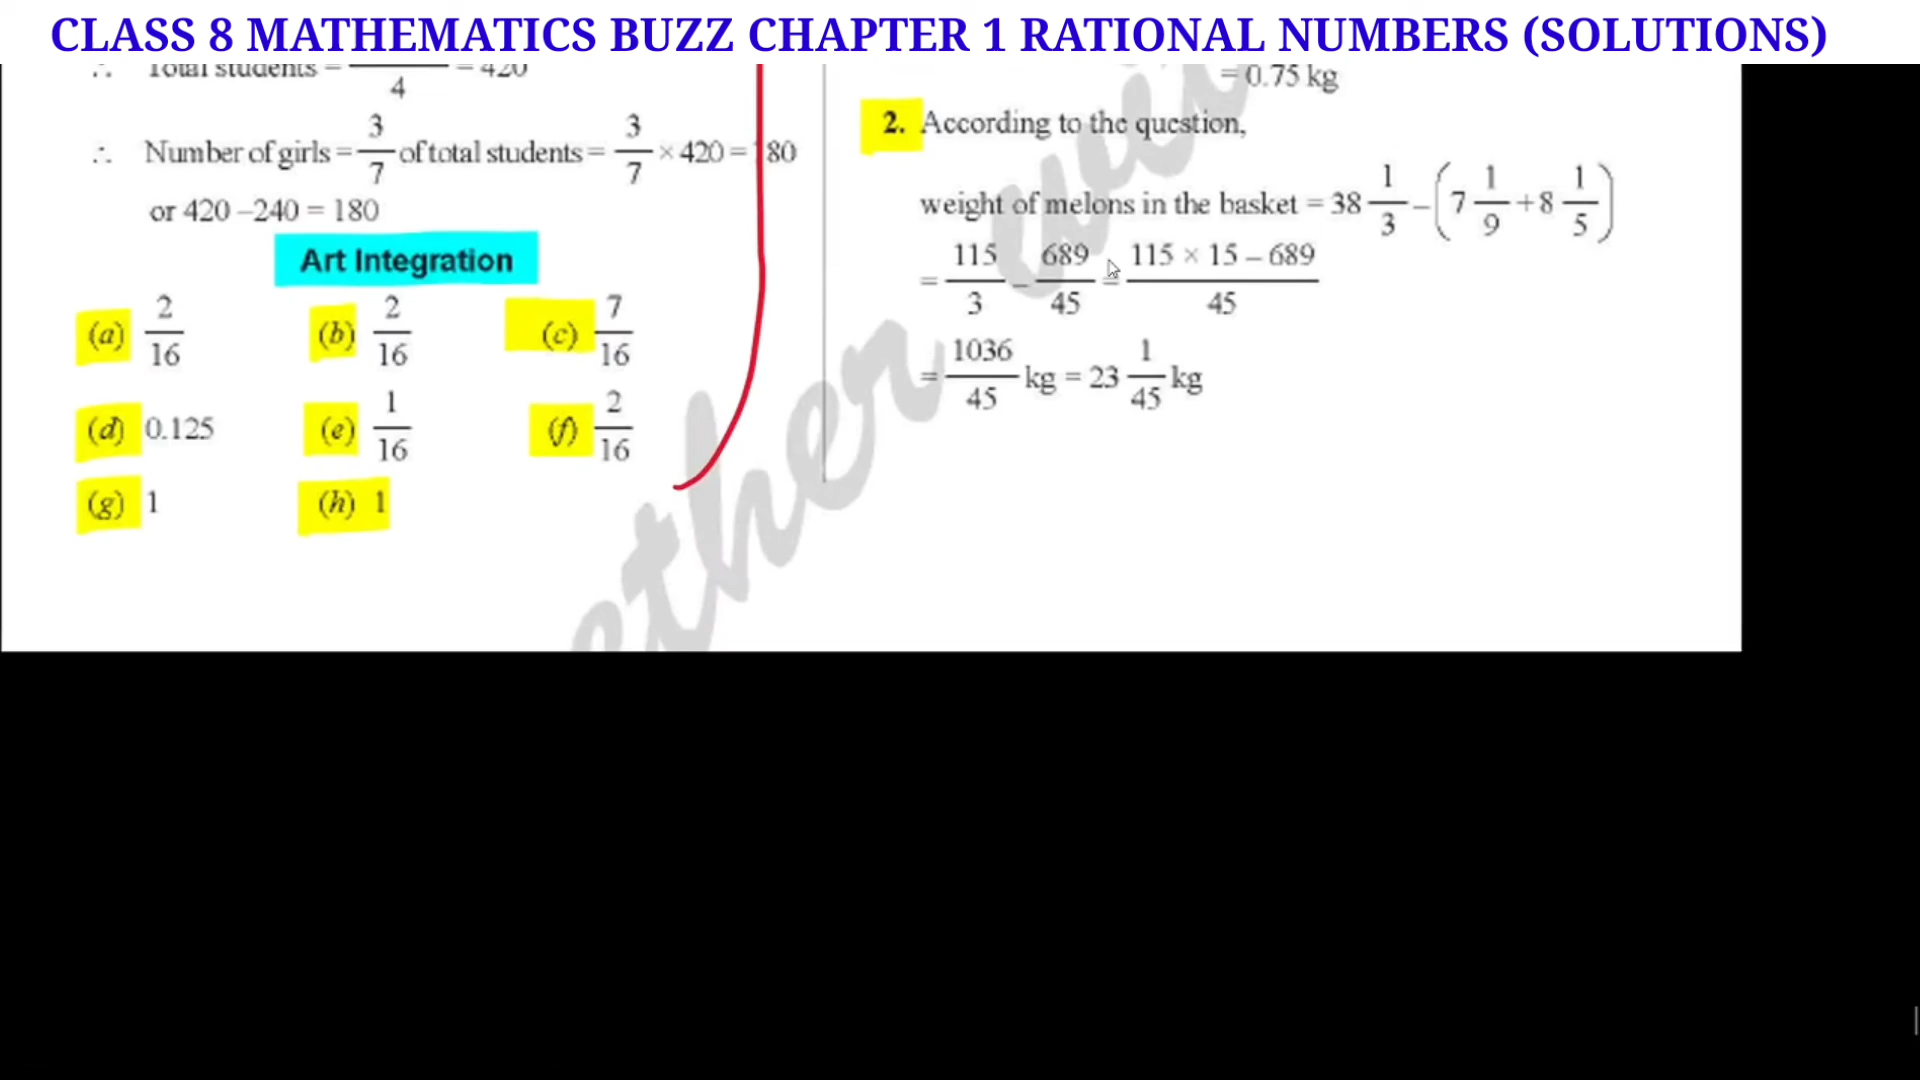 CLASS 8 MATHEMATICS BUZZ CHAPTER 1 RATIONAL NUMBERS (SOLUTIONS)
∴ Total students = ――/4 = 420
∴ Number of girls = 3/7 of total students = 3/7 × 420 = 180
or 420 –240 = 180
Art Integration
(a) 2/16 (b) 2/16 (c) 7/16
(d) 0.125 (e) 1/16 (f) 2/16
(g) 1 (h) 1
= 0.75 kg
2. According to the question,
weight of melons in the basket = 38 1/3 – (7 1/9 + 8 1/5)
= 115/3 – 689/45 = 115 × 15 – 689/45
= 1036/45 kg = 23 1/45 kg